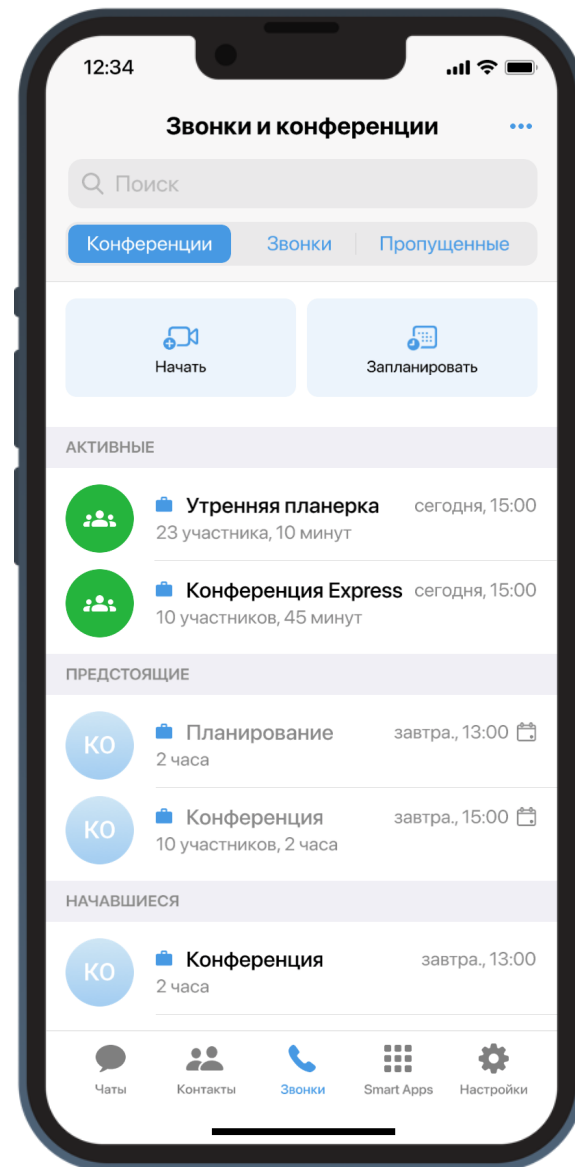 12:34
Звонки и конференции
Поиск
Конференции Звонки Пропущенные
Начать Запланировать
АКТИВНЫЕ
Утренняя планерка сегодня, 15:00
23 участника, 10 минут
Конференция Express сегодня, 15:00
10 участников, 45 минут
ПРЕДСТОЯЩИЕ
КО Планирование завтра., 13:00
2 часа
КО Конференция завтра., 15:00
10 участников, 2 часа
НАЧАВШИЕСЯ
КО Конференция завтра., 13:00
2 часа
Чаты Контакты Звонки Smart Apps Настройки